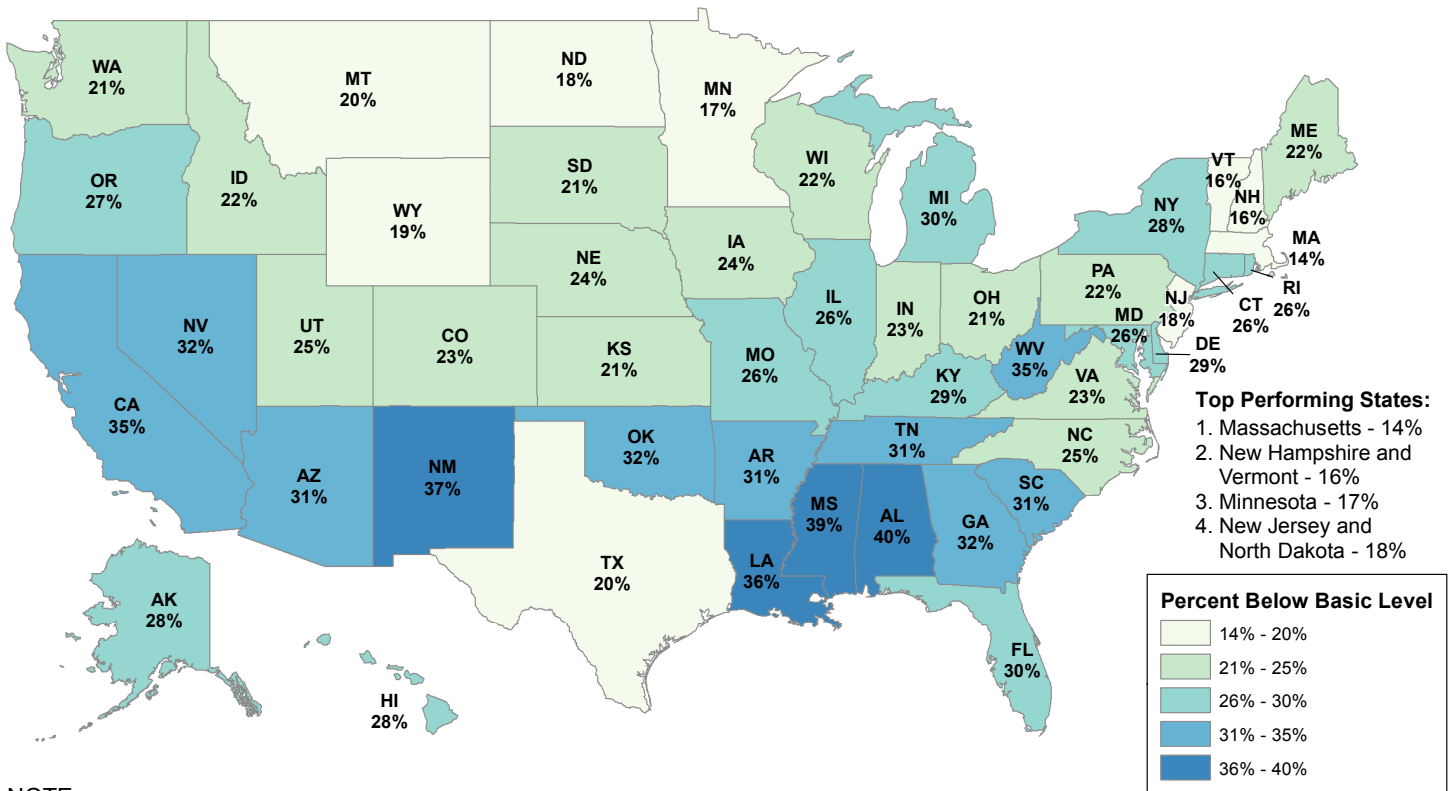 WA
21%
MT
20%
ND
18%
MN
17%
ME
22%
VT
16%
NH
16%
OR
27%
ID
22%
WY
19%
SD
21%
WI
22%
MI
30%
NY
28%
MA
14%
RI
26%
CT
26%
NE
24%
IA
24%
IL
26%
IN
23%
OH
21%
PA
22%
NJ
18%
MD
26%
DE
29%
NV
32%
UT
25%
CO
23%
KS
21%
MO
26%
KY
29%
WV
35%
VA
23%
CA
35%
AZ
31%
NM
37%
OK
32%
AR
31%
TN
31%
NC
25%
SC
31%
MS
39%
AL
40%
GA
32%
TX
20%
LA
36%
FL
30%
AK
28%
HI
28%
Top Performing States:
1. Massachusetts - 14%
2. New Hampshire and
Vermont - 16%
3. Minnesota - 17%
4. New Jersey and
North Dakota - 18%
Percent Below Basic Level
14% - 20%
21% - 25%
26% - 30%
31% - 35%
36% - 40%
NOTE